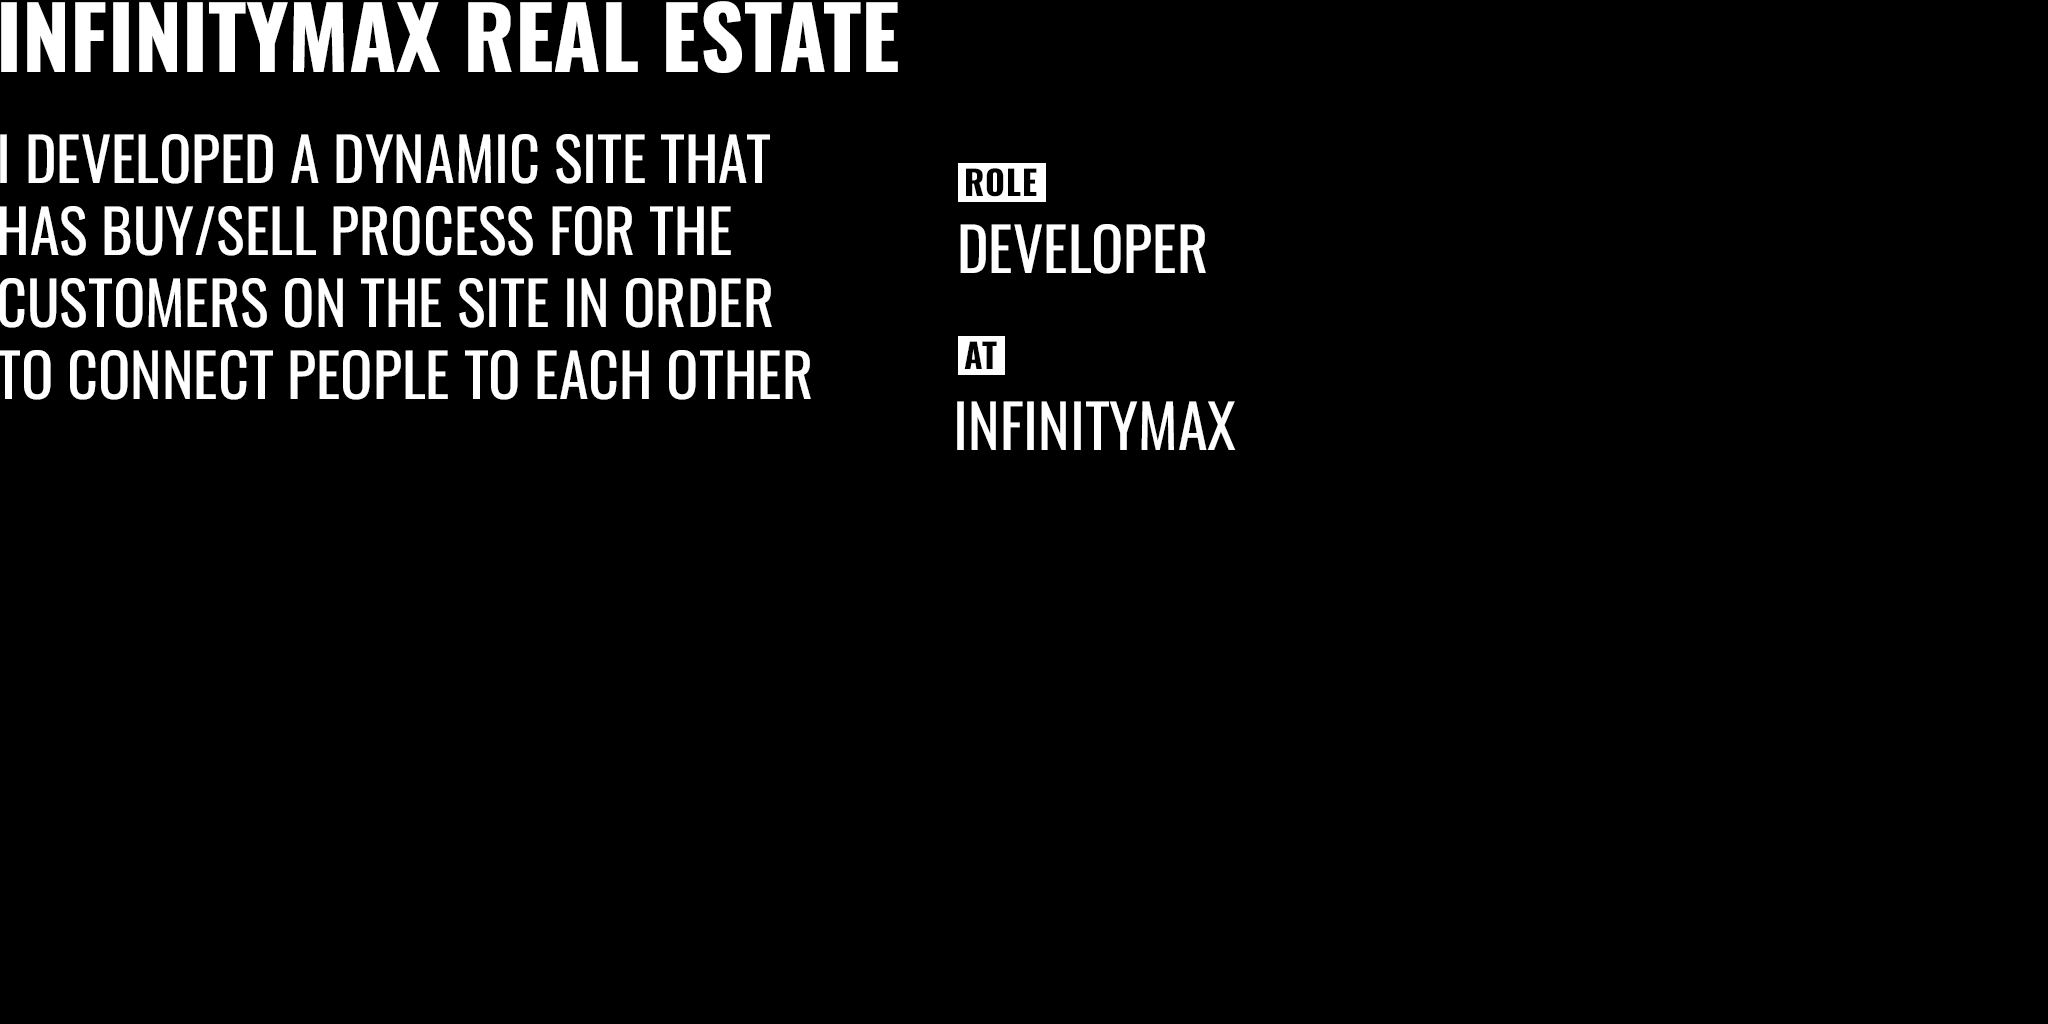 INFINITYMAX REAL ESTATE
I DEVELOPED A DYNAMIC SITE THAT
HAS BUY/SELL PROCESS FOR THE
CUSTOMERS ON THE SITE IN ORDER
TO CONNECT PEOPLE TO EACH OTHER
ROLE
DEVELOPER
AT
INFINITYMAX